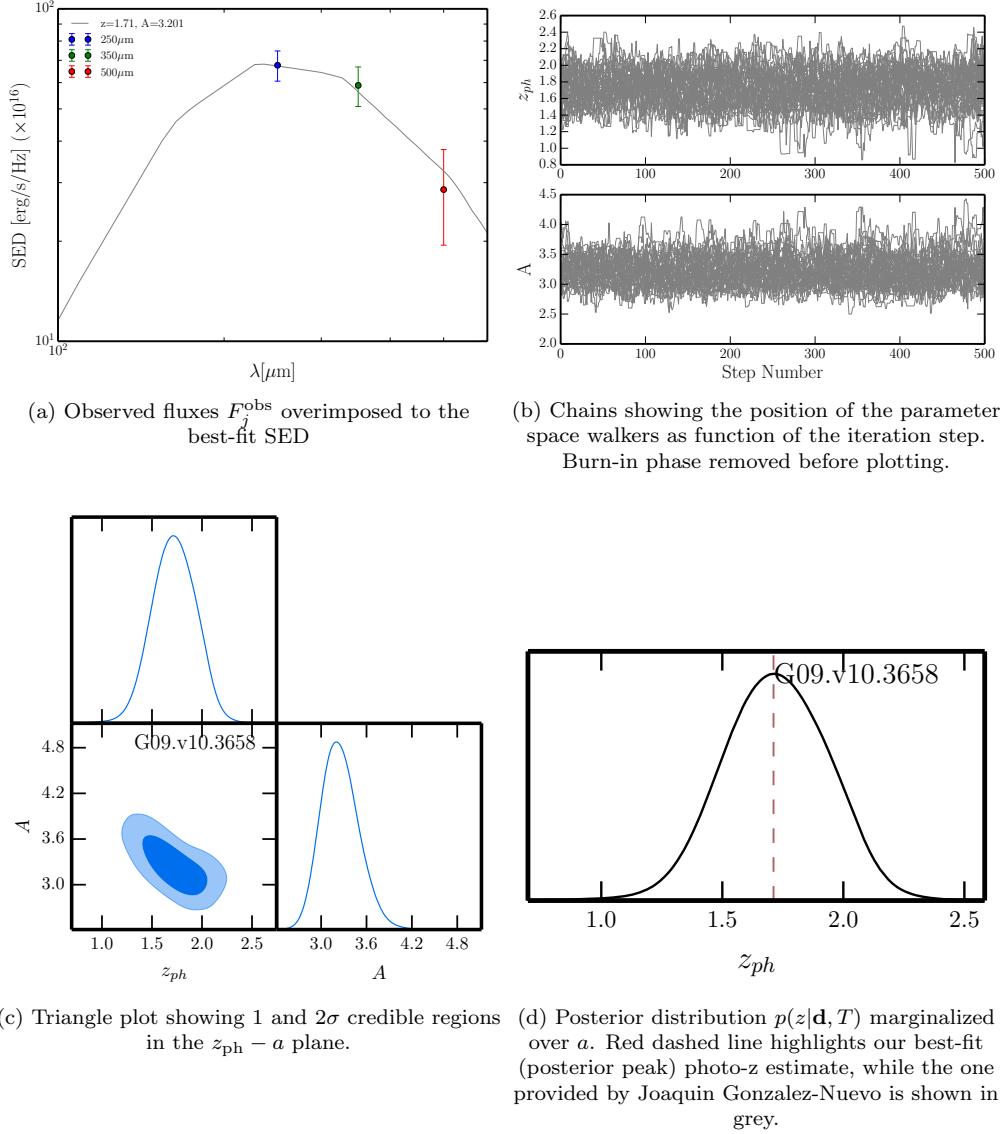 10²
z=1.71, A=3.201
250μm
350μm
500μm
SED [erg/s/Hz] (×10¹⁶)
10¹
10²
λ[μm]
(a) Observed fluxes F_j^obs overimposed to the
best-fit SED
2.6
2.4
2.2
2.0
1.8
1.6
1.4
1.2
1.0
0.8
z_ph
0 100 200 300 400 500
4.5
4.0
3.5
3.0
2.5
2.0
A
0 100 200 300 400 500
Step Number
(b) Chains showing the position of the parameter
space walkers as function of the iteration step.
Burn-in phase removed before plotting.
G09.v10.3658
4.8
4.2
3.6
3.0
A
1.0 1.5 2.0 2.5
z_ph
3.0 3.6 4.2 4.8
A
(c) Triangle plot showing 1 and 2σ credible regions
in the z_ph − a plane.
G09.v10.3658
1.0 1.5 2.0 2.5
z_ph
(d) Posterior distribution p(z|d, T) marginalized
over a. Red dashed line highlights our best-fit
(posterior peak) photo-z estimate, while the one
provided by Joaquin Gonzalez-Nuevo is shown in
grey.